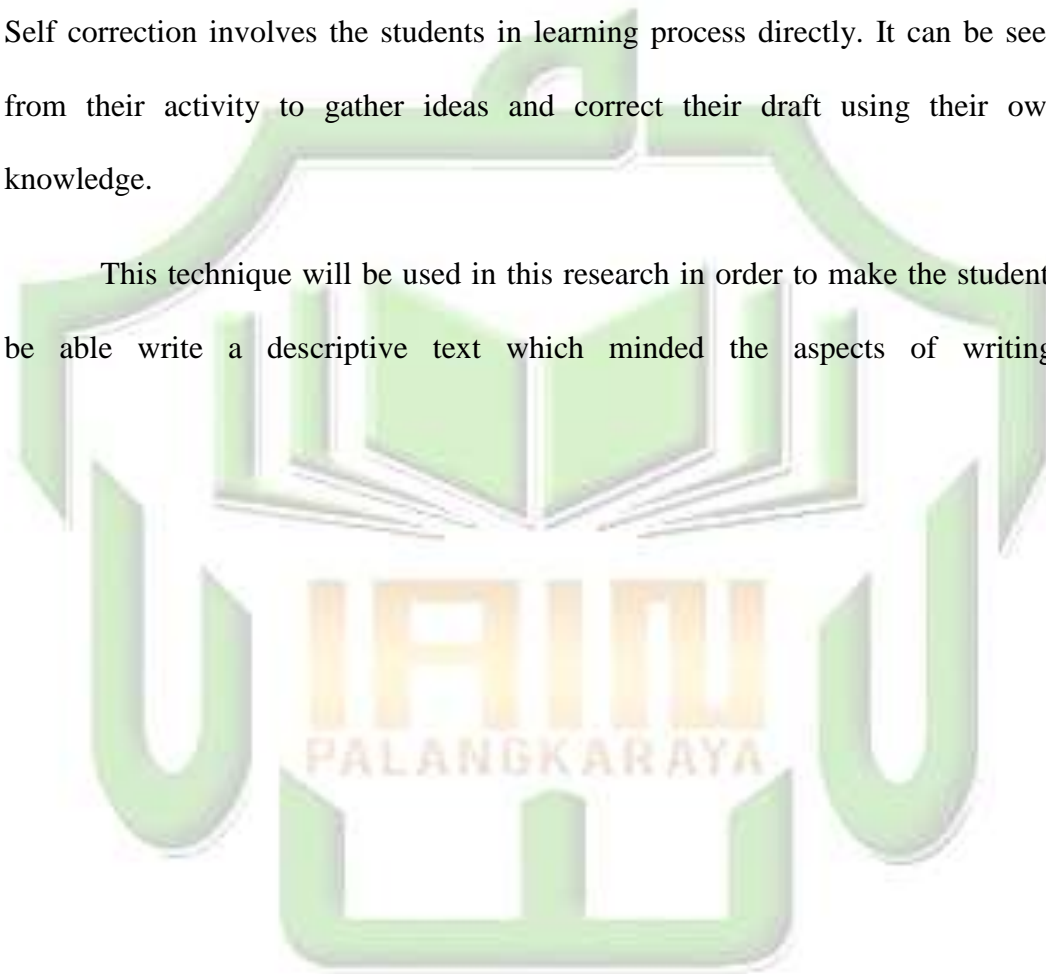 Self correction involves the students in learning process directly. It can be see
from their activity to gather ideas and correct their draft using their ow
knowledge.
This technique will be used in this research in order to make the student
be able write a descriptive text which minded the aspects of writing
IAIN
PALANGKARAYA